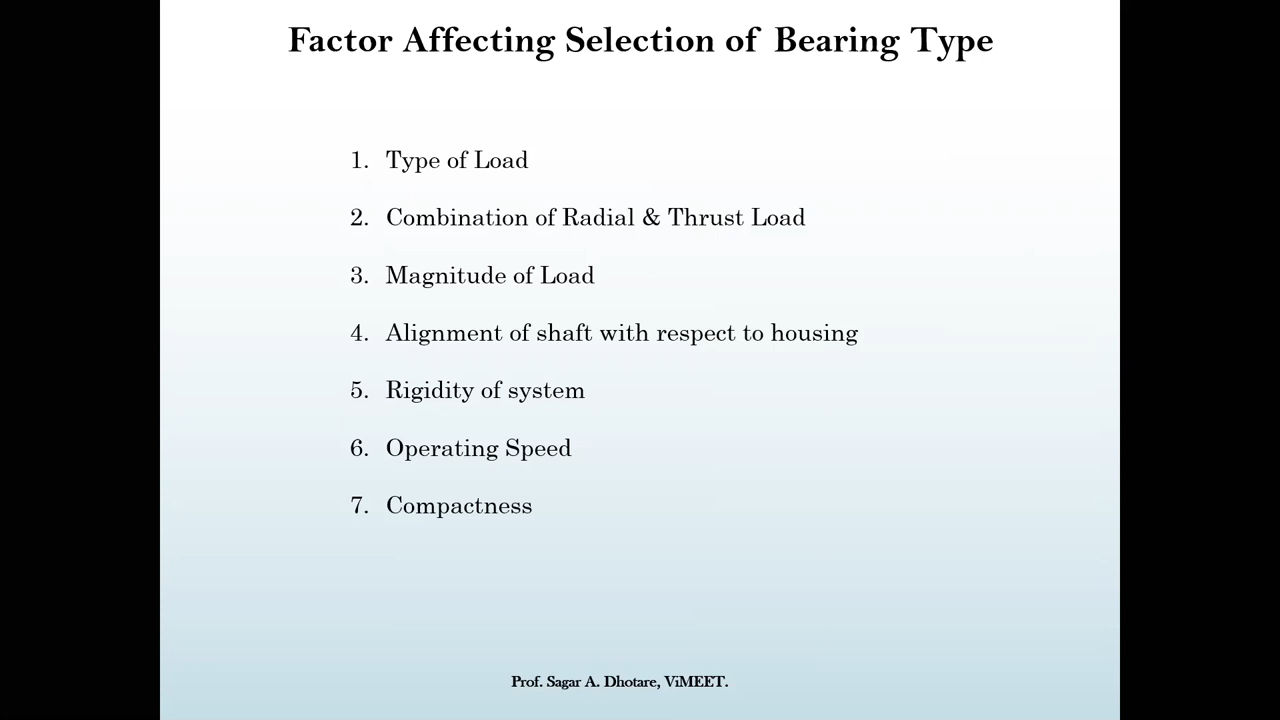 Factor Affecting Selection of Bearing Type
1. Type of Load
2. Combination of Radial & Thrust Load
3. Magnitude of Load
4. Alignment of shaft with respect to housing
5. Rigidity of system
6. Operating Speed
7. Compactness
Prof. Sagar A. Dhotare, ViMEET.